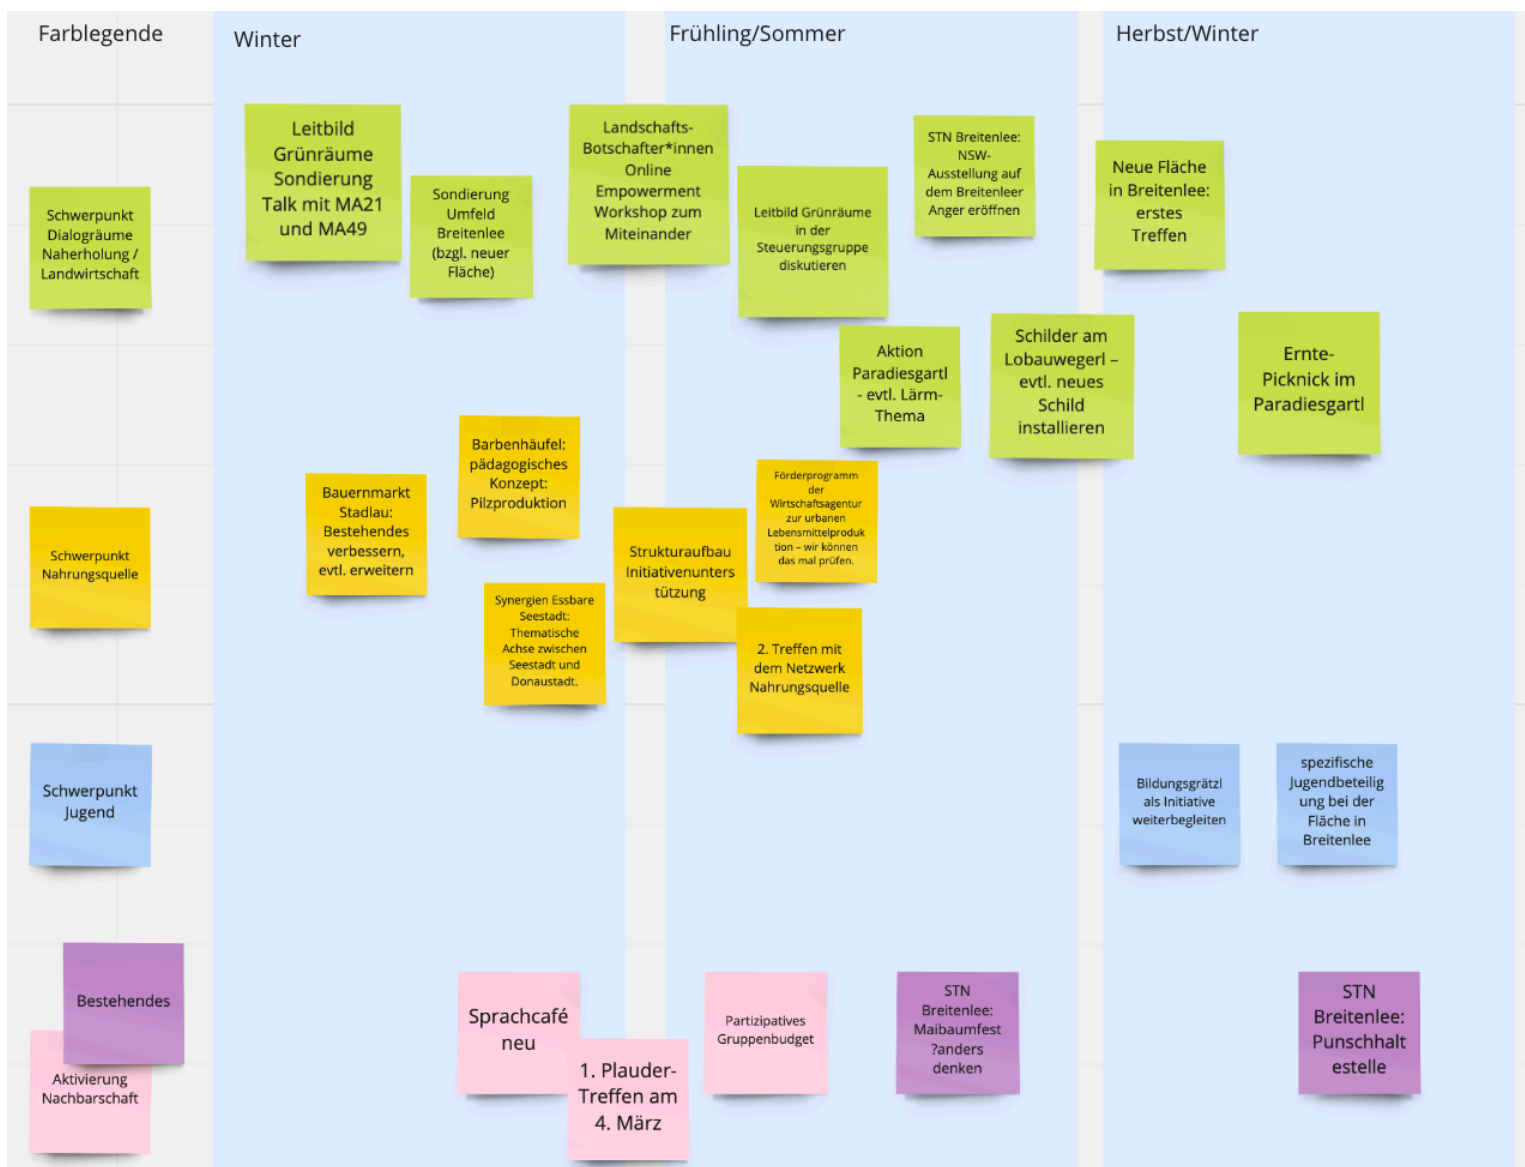 Farblegende
Winter
Frühling/Sommer
Herbst/Winter
Schwerpunkt
Dialogräume
Naherholung /
Landwirtschaft
Leitbild
Grünräume
Sondierung
Talk mit MA21
und MA49
Sondierung
Umfeld
Breitenlee
(bzgl. neuer
Fläche)
Landschafts-
Botschafter*innen
Online
Empowerment
Workshop zum
Miteinander
Leitbild Grünräume
in der
Steuerungsgruppe
diskutieren
STN Breitenlee:
NSW-
Ausstellung auf
dem Breitenleer
Anger eröffnen
Neue Fläche
in Breitenlee:
erstes
Treffen
Aktion
Paradiesgartl
- evtl. Lärm-
Thema
Schilder am
Lobauwegerl –
evtl. neues
Schild
installieren
Ernte-
Picknick im
Paradiesgartl
Schwerpunkt
Nahrungsquelle
Bauernmarkt
Stadlau:
Bestehendes
verbessern,
evtl. erweitern
Barbenhäufel:
pädagogisches
Konzept:
Pilzproduktion
Synergien Essbare
Seestadt:
Thematische
Achse zwischen
Seestadt und
Donaustadt.
Strukturaufbau
Initiativenunters
tützung
Förderprogramm
der
Wirtschaftsagentur
zur urbanen
Lebensmittelproduk
tion – wir können
das mal prüfen.
2. Treffen mit
dem Netzwerk
Nahrungsquelle
Schwerpunkt
Jugend
Bildungsgrätzl
als Initiative
weiterbegleiten
spezifische
Jugendbeteilig
ung bei der
Fläche in
Breitenlee
Bestehendes
Aktivierung
Nachbarschaft
Sprachcafé
neu
1. Plauder-
Treffen am
4. März
Partizipatives
Gruppenbudget
STN
Breitenlee:
Maibaumfest
?anders
denken
STN
Breitenlee:
Punschhalt
estelle